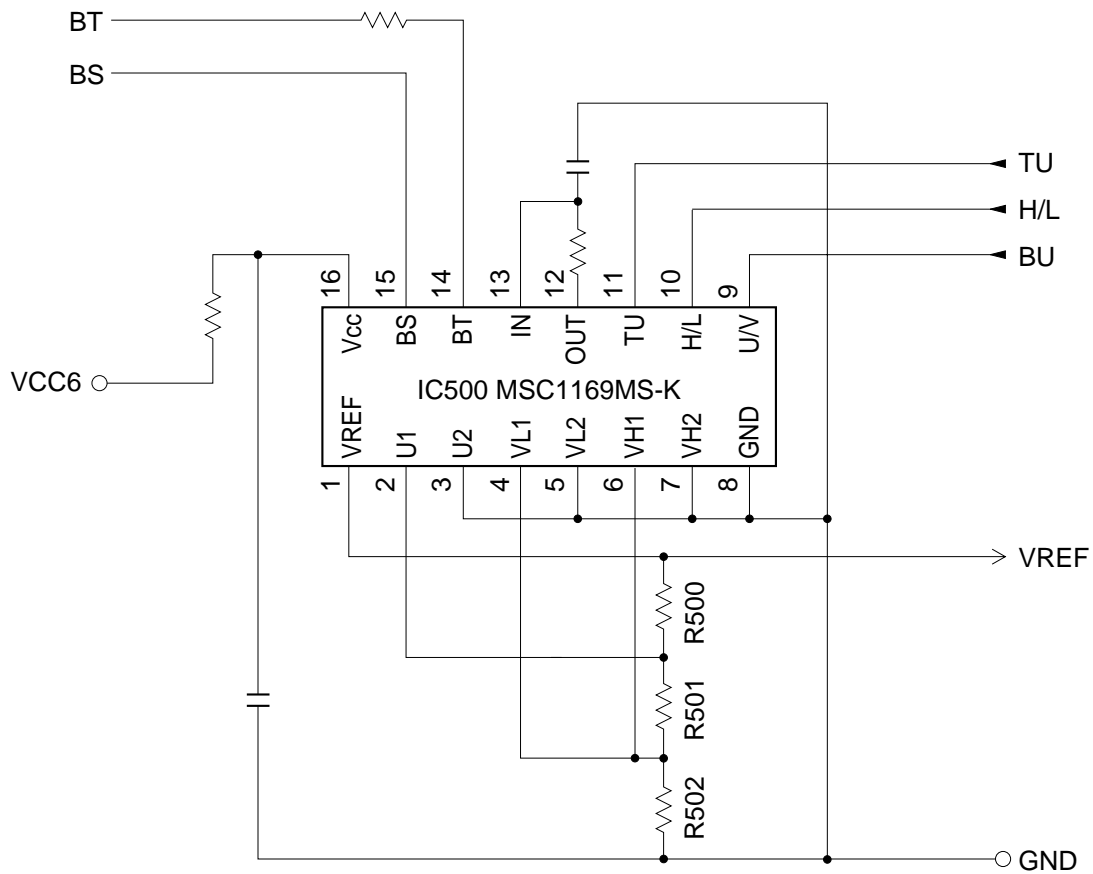 BT
BS
TU
H/L
BU
16
15
14
13
12
11
10
9
Vcc
BS
BT
IN
OUT
TU
H/L
U/V
VCC6
IC500 MSC1169MS-K
VREF
U1
U2
VL1
VL2
VH1
VH2
GND
1
2
3
4
5
6
7
8
VREF
R500
R501
R502
GND